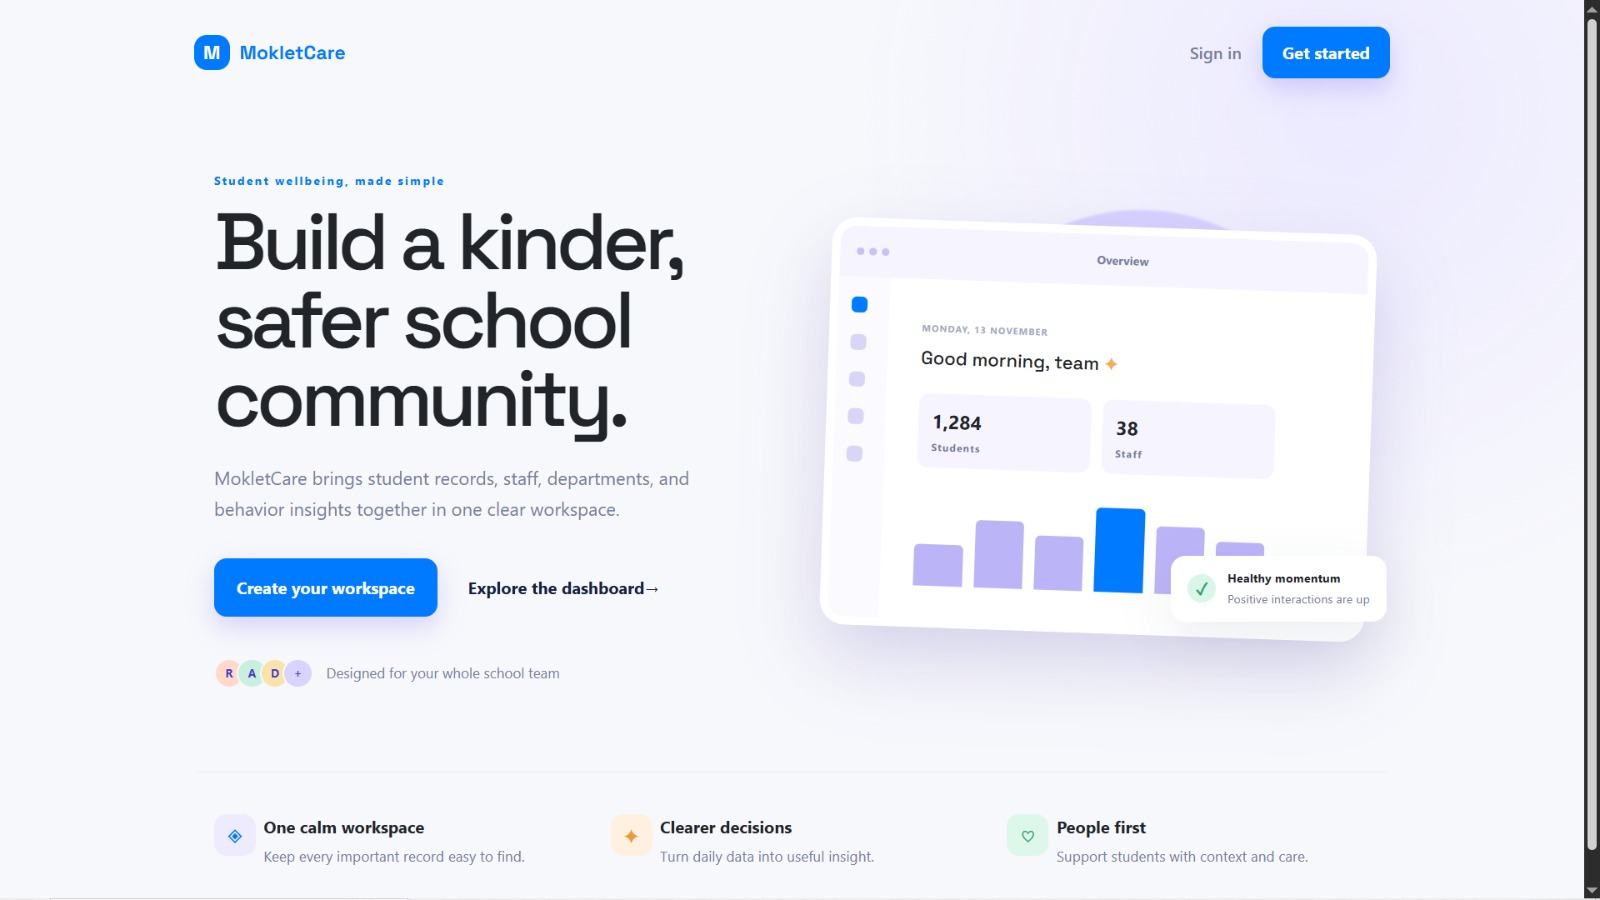 M MokletCare
Sign in
Get started
Student wellbeing, made simple
Build a kinder,
safer school
community.
MokletCare brings student records, staff, departments, and
behavior insights together in one clear workspace.
Create your workspace
Explore the dashboard→
R A D +
Designed for your whole school team
Overview
MONDAY, 13 NOVEMBER
Good morning, team ✦
1,284
Students
38
Staff
✓
Healthy momentum
Positive interactions are up
One calm workspace
Keep every important record easy to find.
Clearer decisions
Turn daily data into useful insight.
People first
Support students with context and care.